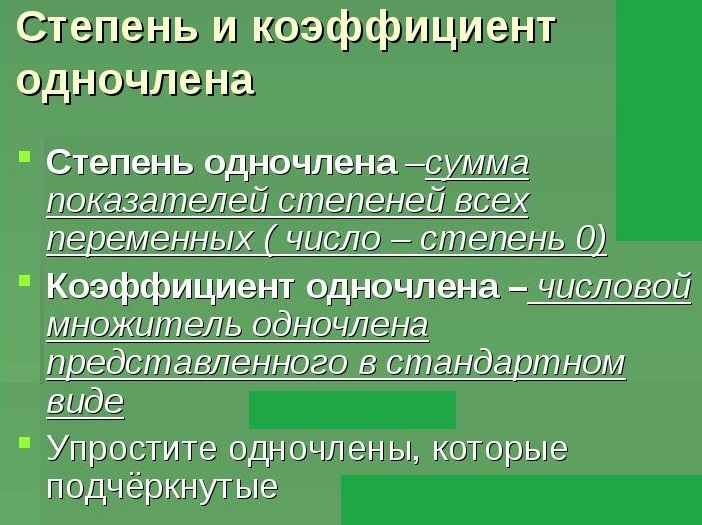 Степень и коэффициент
одночлена
Степень одночлена –сумма
показателей степеней всех
переменных ( число – степень 0)
Коэффициент одночлена – числовой
множитель одночлена
представленного в стандартном
виде
Упростите одночлены, которые
подчёркнутые